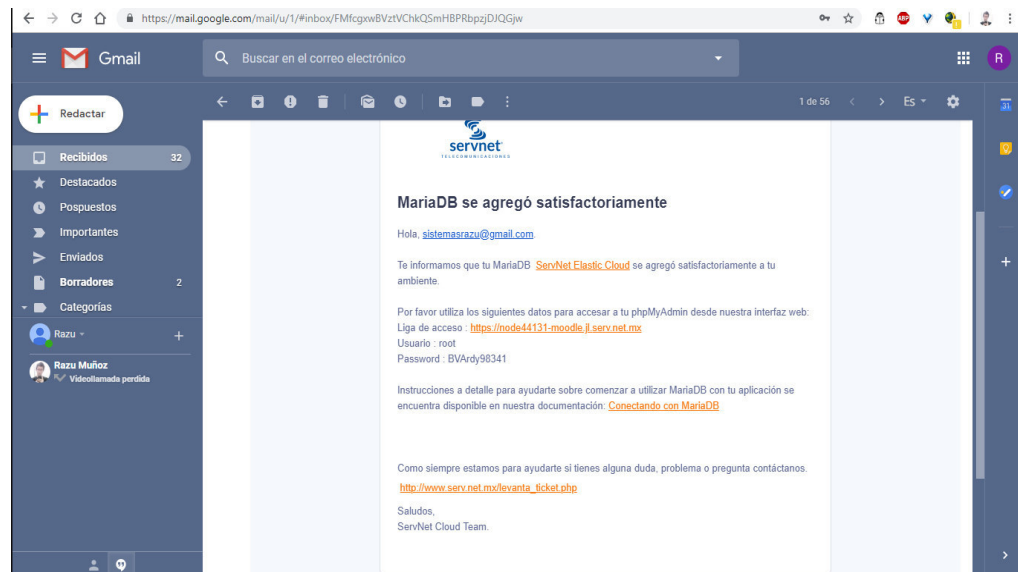 https://mail.google.com/mail/u/1/#inbox/FMfcgxwBVztVChkQSmHBPRbpzjDJQGjw
ABP
Gmail
Buscar en el correo electrónico
R
Redactar
1 de 56
Es
31
Recibidos 32
Destacados
Pospuestos
Importantes
Enviados
Borradores 2
Categorías
Razu
Razu Muñoz
Videollamada perdida
servnet
TELECOMUNICACIONES
MariaDB se agregó satisfactoriamente
Hola, sistemasrazu@gmail.com.
Te informamos que tu MariaDB ServNet Elastic Cloud se agregó satisfactoriamente a tu
ambiente.
Por favor utiliza los siguientes datos para accesar a tu phpMyAdmin desde nuestra interfaz web:
Liga de acceso : https://node44131-moodle.jl.serv.net.mx
Usuario : root
Password : BVArdy98341
Instrucciones a detalle para ayudarte sobre comenzar a utilizar MariaDB con tu aplicación se
encuentra disponible en nuestra documentación: Conectando con MariaDB
Como siempre estamos para ayudarte si tienes alguna duda, problema o pregunta contáctanos.
http://www.serv.net.mx/levanta_ticket.php
Saludos,
ServNet Cloud Team.